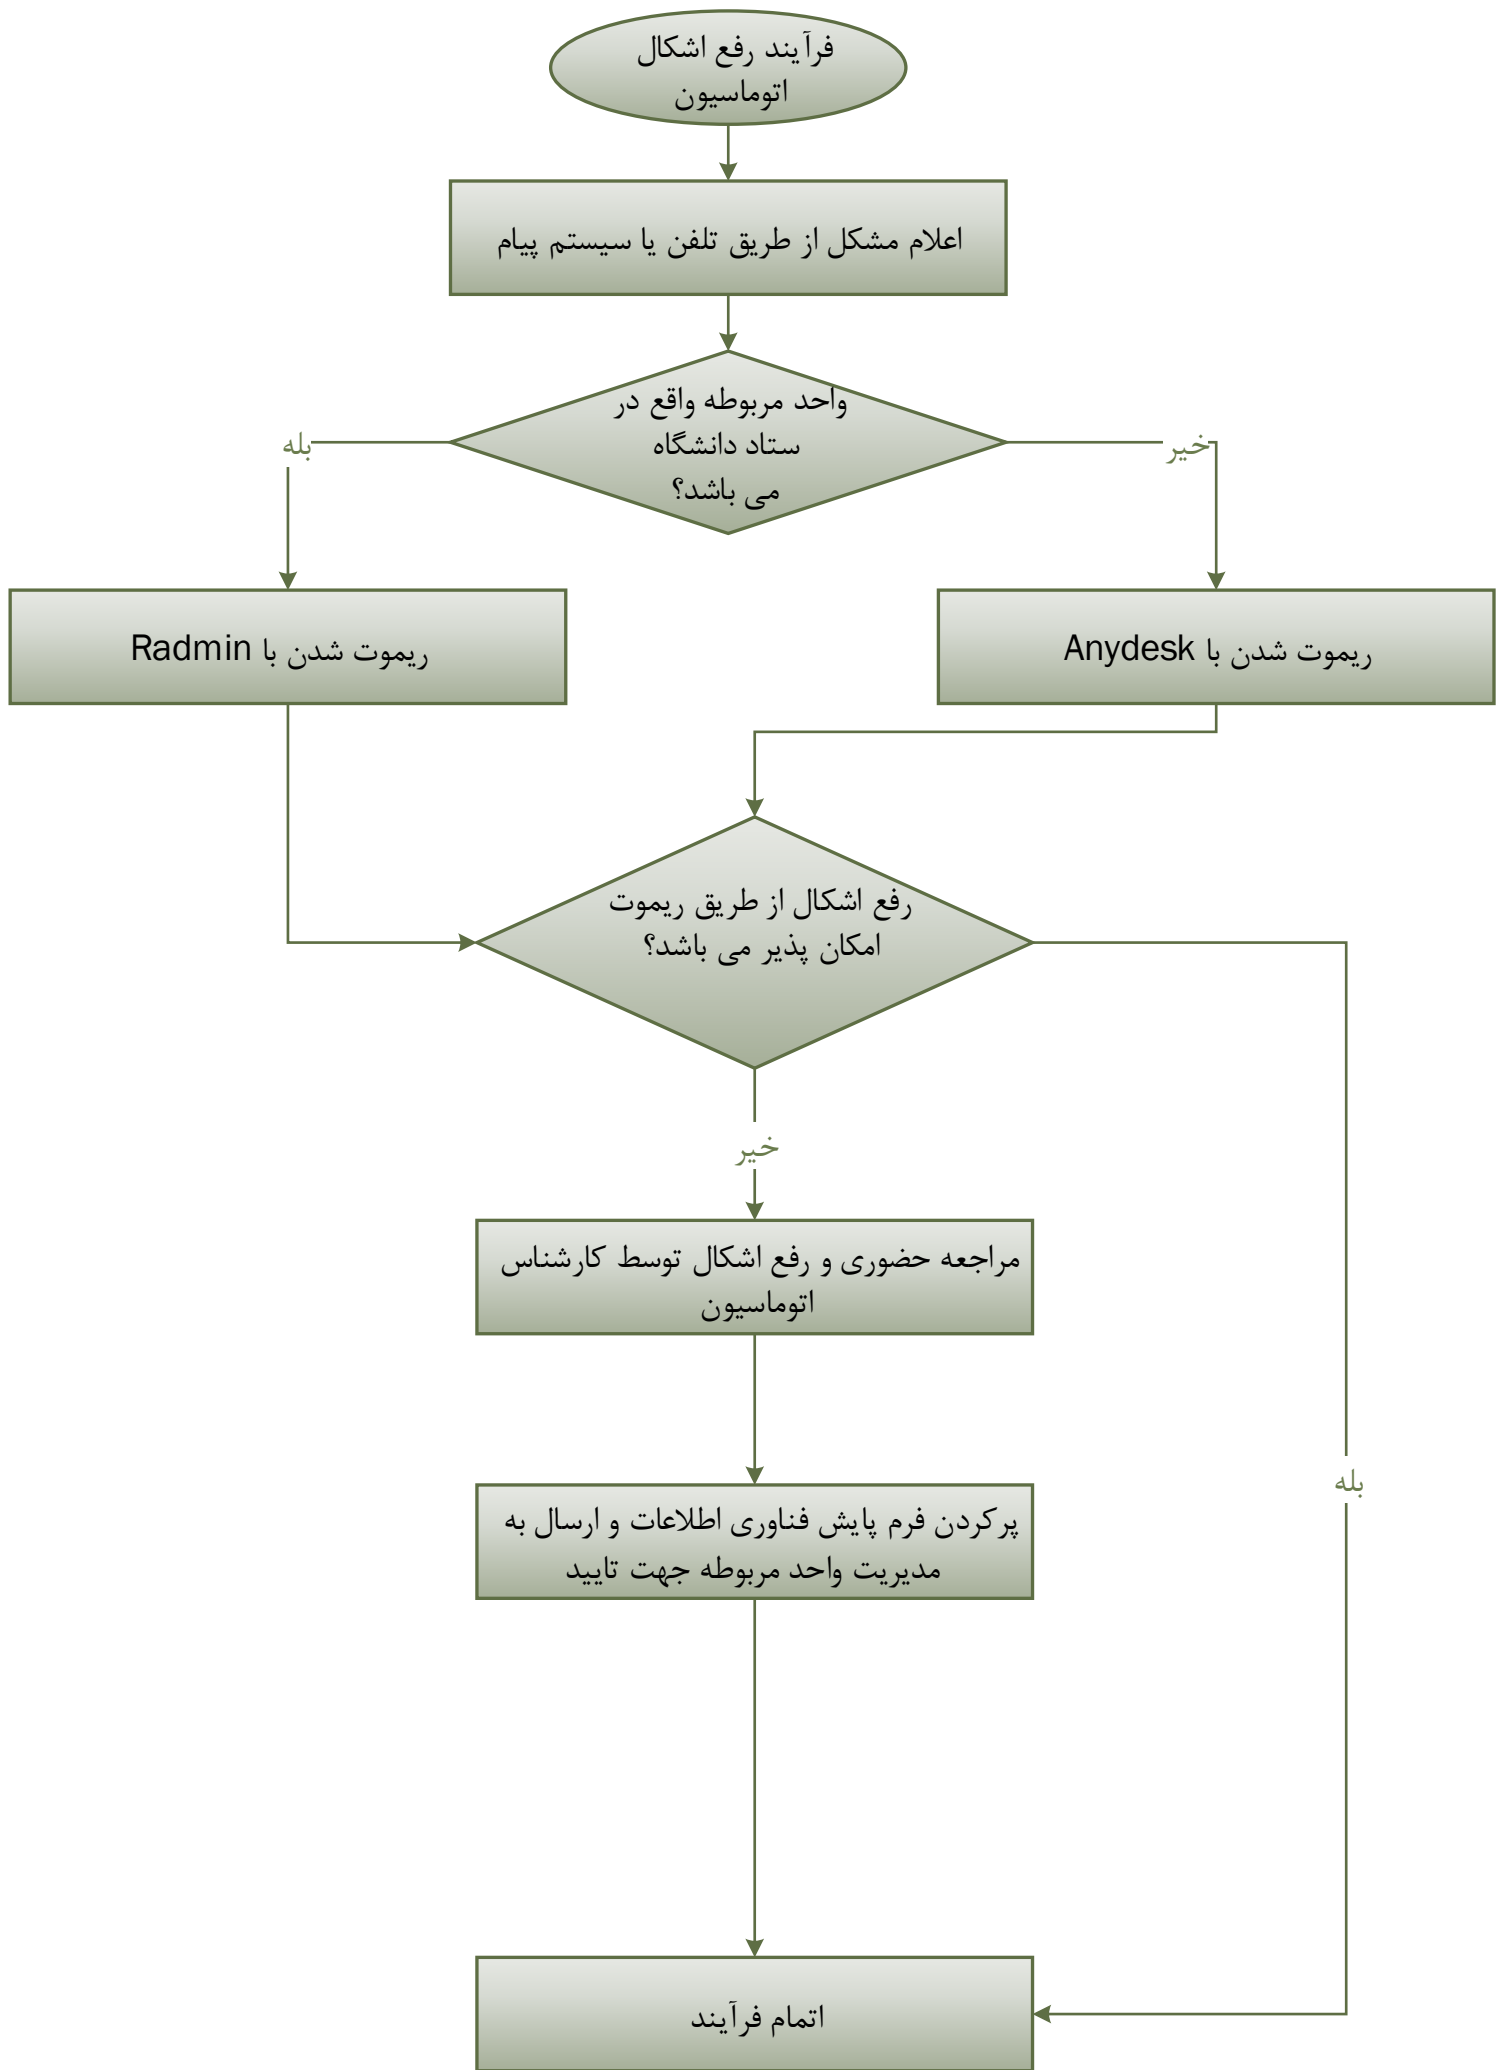 فرآیند رفع اشکال
اتوماسیون
اعلام مشکل از طریق تلفن یا سیستم پیام
واحد مربوطه واقع در
ستاد دانشگاه
می باشد؟
بله
خیر
ریموت شدن با Radmin
ریموت شدن با Anydesk
رفع اشکال از طریق ریموت
امکان پذیر می باشد؟
خیر
مراجعه حضوری و رفع اشکال توسط کارشناس
اتوماسیون
بله
پرکردن فرم پایش فناوری اطلاعات و ارسال به
مدیریت واحد مربوطه جهت تایید
اتمام فرآیند